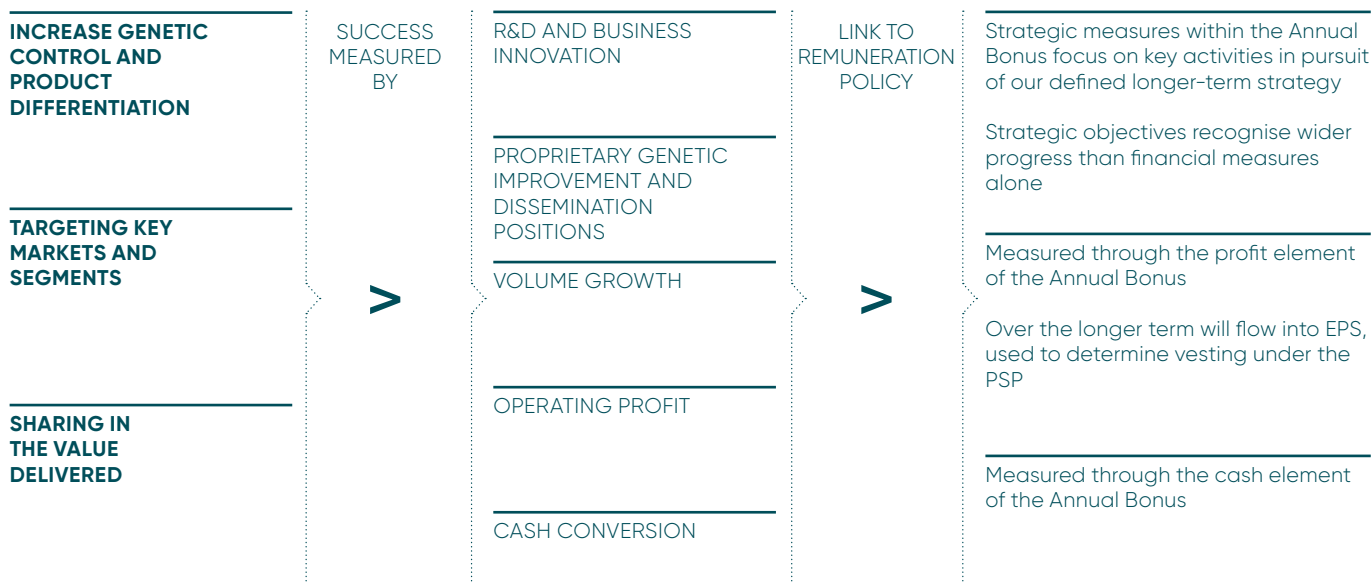 INCREASE GENETIC
CONTROL AND
PRODUCT
DIFFERENTIATION
TARGETING KEY
MARKETS AND
SEGMENTS
SHARING IN
THE VALUE
DELIVERED
SUCCESS
MEASURED
BY
>
R&D AND BUSINESS
INNOVATION
PROPRIETARY GENETIC
IMPROVEMENT AND
DISSEMINATION
POSITIONS
VOLUME GROWTH
OPERATING PROFIT
CASH CONVERSION
LINK TO
REMUNERATION
POLICY
>
Strategic measures within the Annual
Bonus focus on key activities in pursuit
of our defined longer-term strategy
Strategic objectives recognise wider
progress than financial measures
alone
Measured through the profit element
of the Annual Bonus
Over the longer term will flow into EPS,
used to determine vesting under the
PSP
Measured through the cash element
of the Annual Bonus